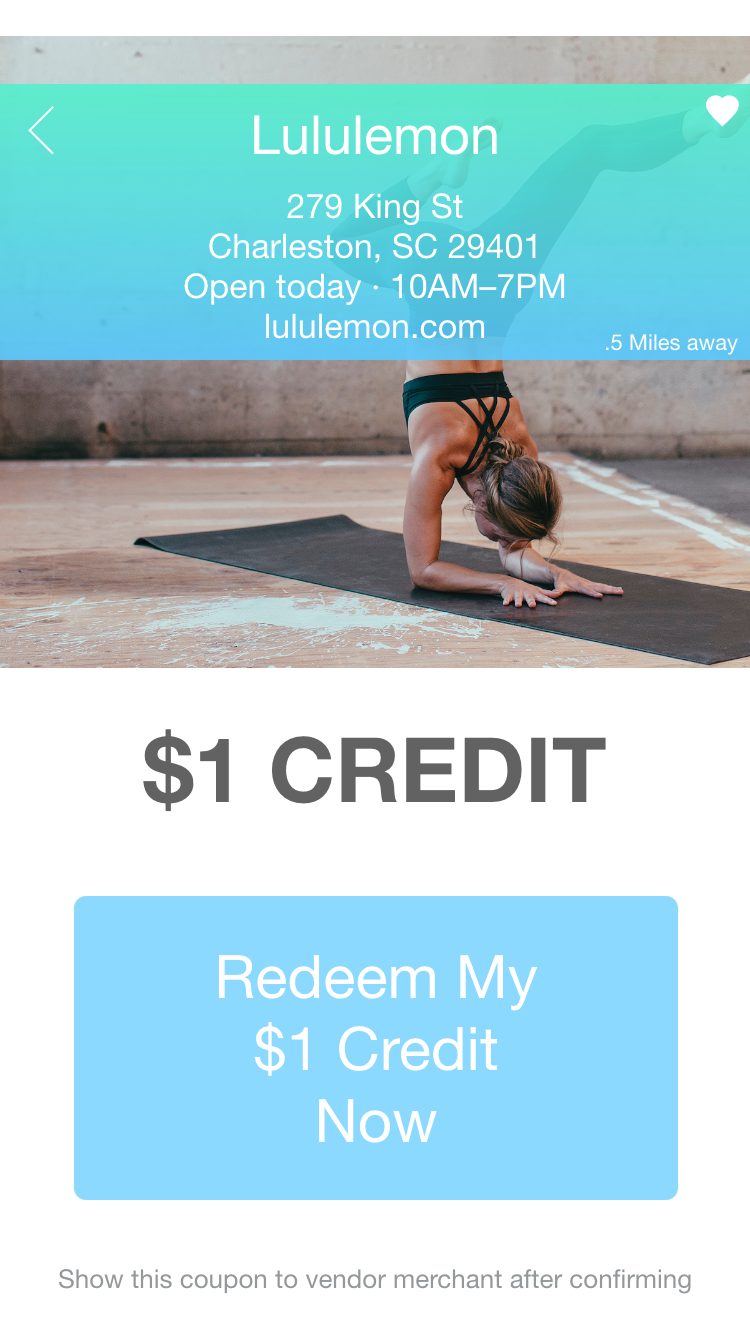 Lululemon
279 King St
Charleston, SC 29401
Open today · 10AM–7PM
lululemon.com
.5 Miles away
$1 CREDIT
Redeem My
$1 Credit
Now
Show this coupon to vendor merchant after confirming